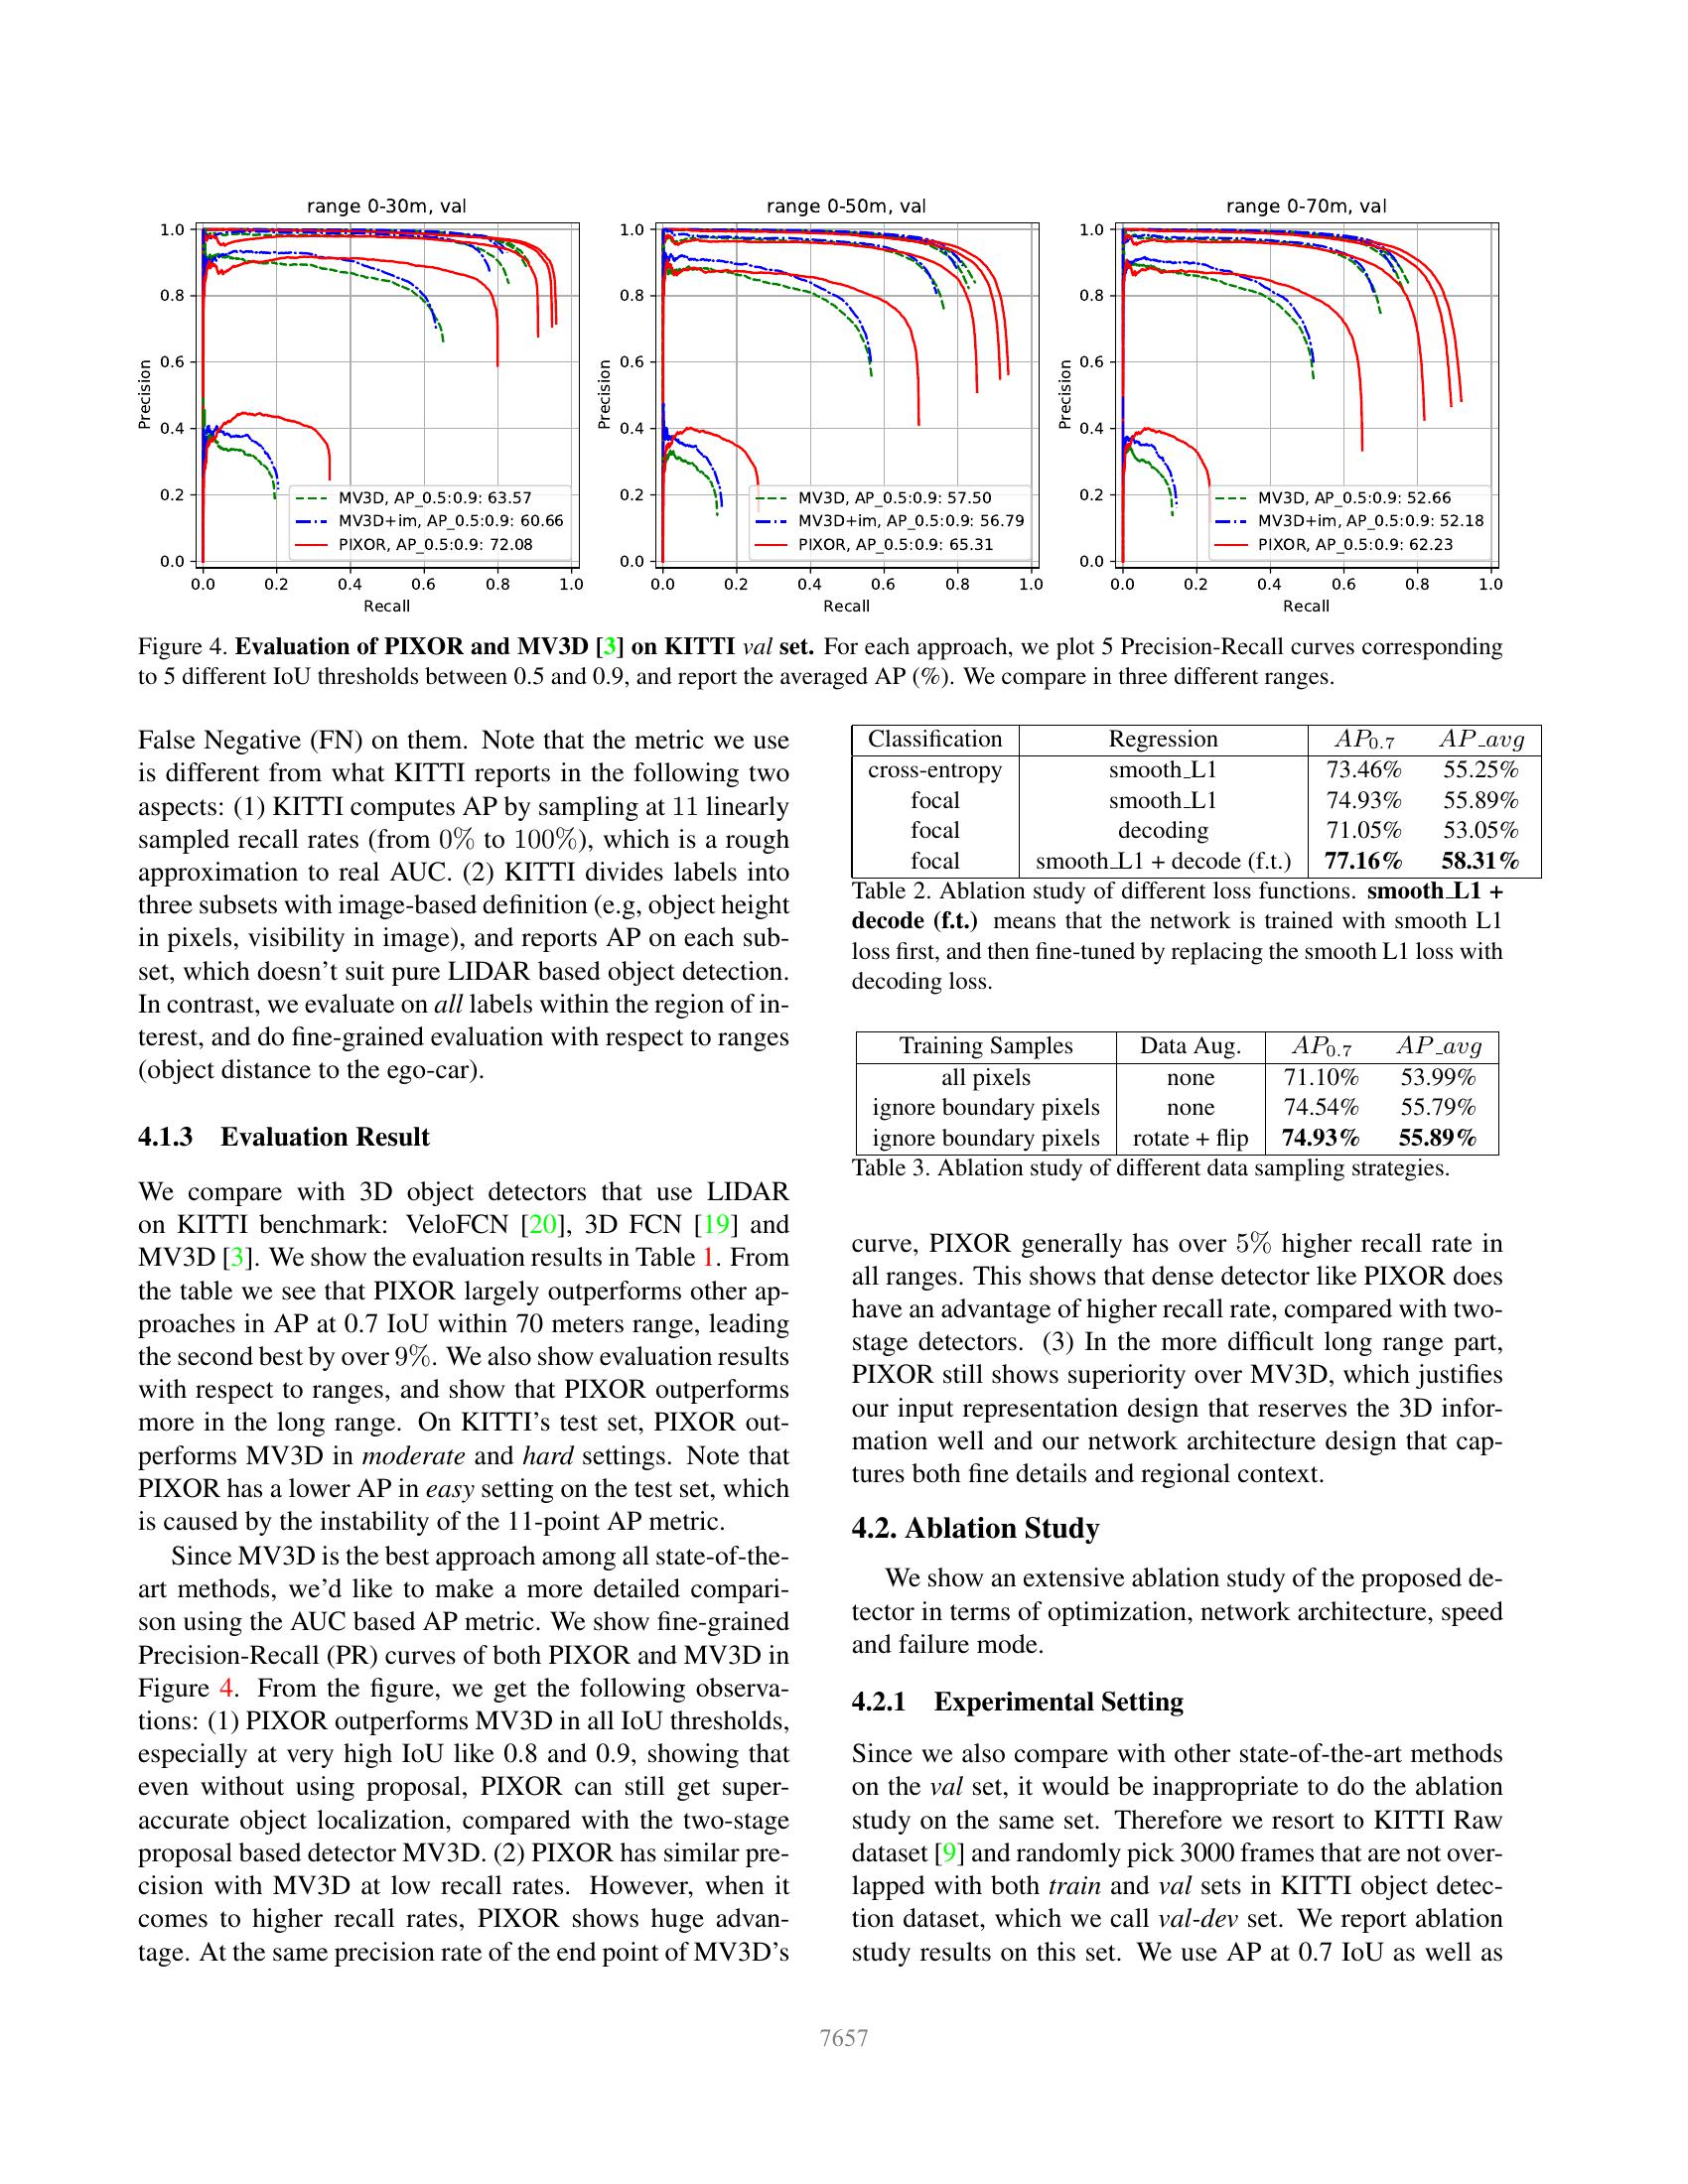 range 0-30m, val
1.0
0.8
0.6
0.4
0.2
0.0
Precision
0.0 0.2 0.4 0.6 0.8 1.0
Recall
MV3D, AP_0.5:0.9: 63.57
MV3D+im, AP_0.5:0.9: 60.66
PIXOR, AP_0.5:0.9: 72.08
range 0-50m, val
1.0
0.8
0.6
0.4
0.2
0.0
Precision
0.0 0.2 0.4 0.6 0.8 1.0
Recall
MV3D, AP_0.5:0.9: 57.50
MV3D+im, AP_0.5:0.9: 56.79
PIXOR, AP_0.5:0.9: 65.31
range 0-70m, val
1.0
0.8
0.6
0.4
0.2
0.0
Precision
0.0 0.2 0.4 0.6 0.8 1.0
Recall
MV3D, AP_0.5:0.9: 52.66
MV3D+im, AP_0.5:0.9: 52.18
PIXOR, AP_0.5:0.9: 62.23
Figure 4. Evaluation of PIXOR and MV3D [3] on KITTI val set. For each approach, we plot 5 Precision-Recall curves corresponding
to 5 different IoU thresholds between 0.5 and 0.9, and report the averaged AP (%). We compare in three different ranges.
False Negative (FN) on them. Note that the metric we use
is different from what KITTI reports in the following two
aspects: (1) KITTI computes AP by sampling at 11 linearly
sampled recall rates (from 0% to 100%), which is a rough
approximation to real AUC. (2) KITTI divides labels into
three subsets with image-based definition (e.g, object height
in pixels, visibility in image), and reports AP on each sub-
set, which doesn't suit pure LIDAR based object detection.
In contrast, we evaluate on all labels within the region of in-
terest, and do fine-grained evaluation with respect to ranges
(object distance to the ego-car).
4.1.3 Evaluation Result
We compare with 3D object detectors that use LIDAR
on KITTI benchmark: VeloFCN [20], 3D FCN [19] and
MV3D [3]. We show the evaluation results in Table 1. From
the table we see that PIXOR largely outperforms other ap-
proaches in AP at 0.7 IoU within 70 meters range, leading
the second best by over 9%. We also show evaluation results
with respect to ranges, and show that PIXOR outperforms
more in the long range. On KITTI's test set, PIXOR out-
performs MV3D in moderate and hard settings. Note that
PIXOR has a lower AP in easy setting on the test set, which
is caused by the instability of the 11-point AP metric.
Since MV3D is the best approach among all state-of-the-
art methods, we'd like to make a more detailed compari-
son using the AUC based AP metric. We show fine-grained
Precision-Recall (PR) curves of both PIXOR and MV3D in
Figure 4. From the figure, we get the following observa-
tions: (1) PIXOR outperforms MV3D in all IoU thresholds,
especially at very high IoU like 0.8 and 0.9, showing that
even without using proposal, PIXOR can still get super-
accurate object localization, compared with the two-stage
proposal based detector MV3D. (2) PIXOR has similar pre-
cision with MV3D at low recall rates. However, when it
comes to higher recall rates, PIXOR shows huge advan-
tage. At the same precision rate of the end point of MV3D's
Classification Regression AP0.7 AP_avg
cross-entropy smooth_L1 73.46% 55.25%
focal smooth_L1 74.93% 55.89%
focal decoding 71.05% 53.05%
focal smooth_L1 + decode (f.t.) 77.16% 58.31%
Table 2. Ablation study of different loss functions. smooth_L1 +
decode (f.t.) means that the network is trained with smooth L1
loss first, and then fine-tuned by replacing the smooth L1 loss with
decoding loss.
Training Samples Data Aug. AP0.7 AP_avg
all pixels none 71.10% 53.99%
ignore boundary pixels none 74.54% 55.79%
ignore boundary pixels rotate + flip 74.93% 55.89%
Table 3. Ablation study of different data sampling strategies.
curve, PIXOR generally has over 5% higher recall rate in
all ranges. This shows that dense detector like PIXOR does
have an advantage of higher recall rate, compared with two-
stage detectors. (3) In the more difficult long range part,
PIXOR still shows superiority over MV3D, which justifies
our input representation design that reserves the 3D infor-
mation well and our network architecture design that cap-
tures both fine details and regional context.
4.2. Ablation Study
We show an extensive ablation study of the proposed de-
tector in terms of optimization, network architecture, speed
and failure mode.
4.2.1 Experimental Setting
Since we also compare with other state-of-the-art methods
on the val set, it would be inappropriate to do the ablation
study on the same set. Therefore we resort to KITTI Raw
dataset [9] and randomly pick 3000 frames that are not over-
lapped with both train and val sets in KITTI object detec-
tion dataset, which we call val-dev set. We report ablation
study results on this set. We use AP at 0.7 IoU as well as
7657